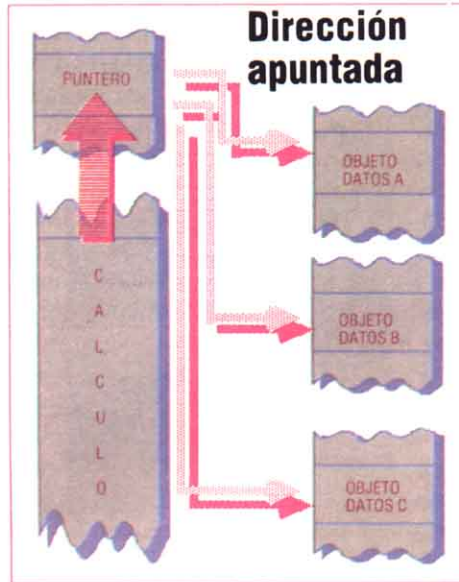 Dirección
apuntada
PUNTERO
OBJETO
DATOS A
OBJETO
DATOS B
OBJETO
DATOS C
C
A
L
C
U
L
O